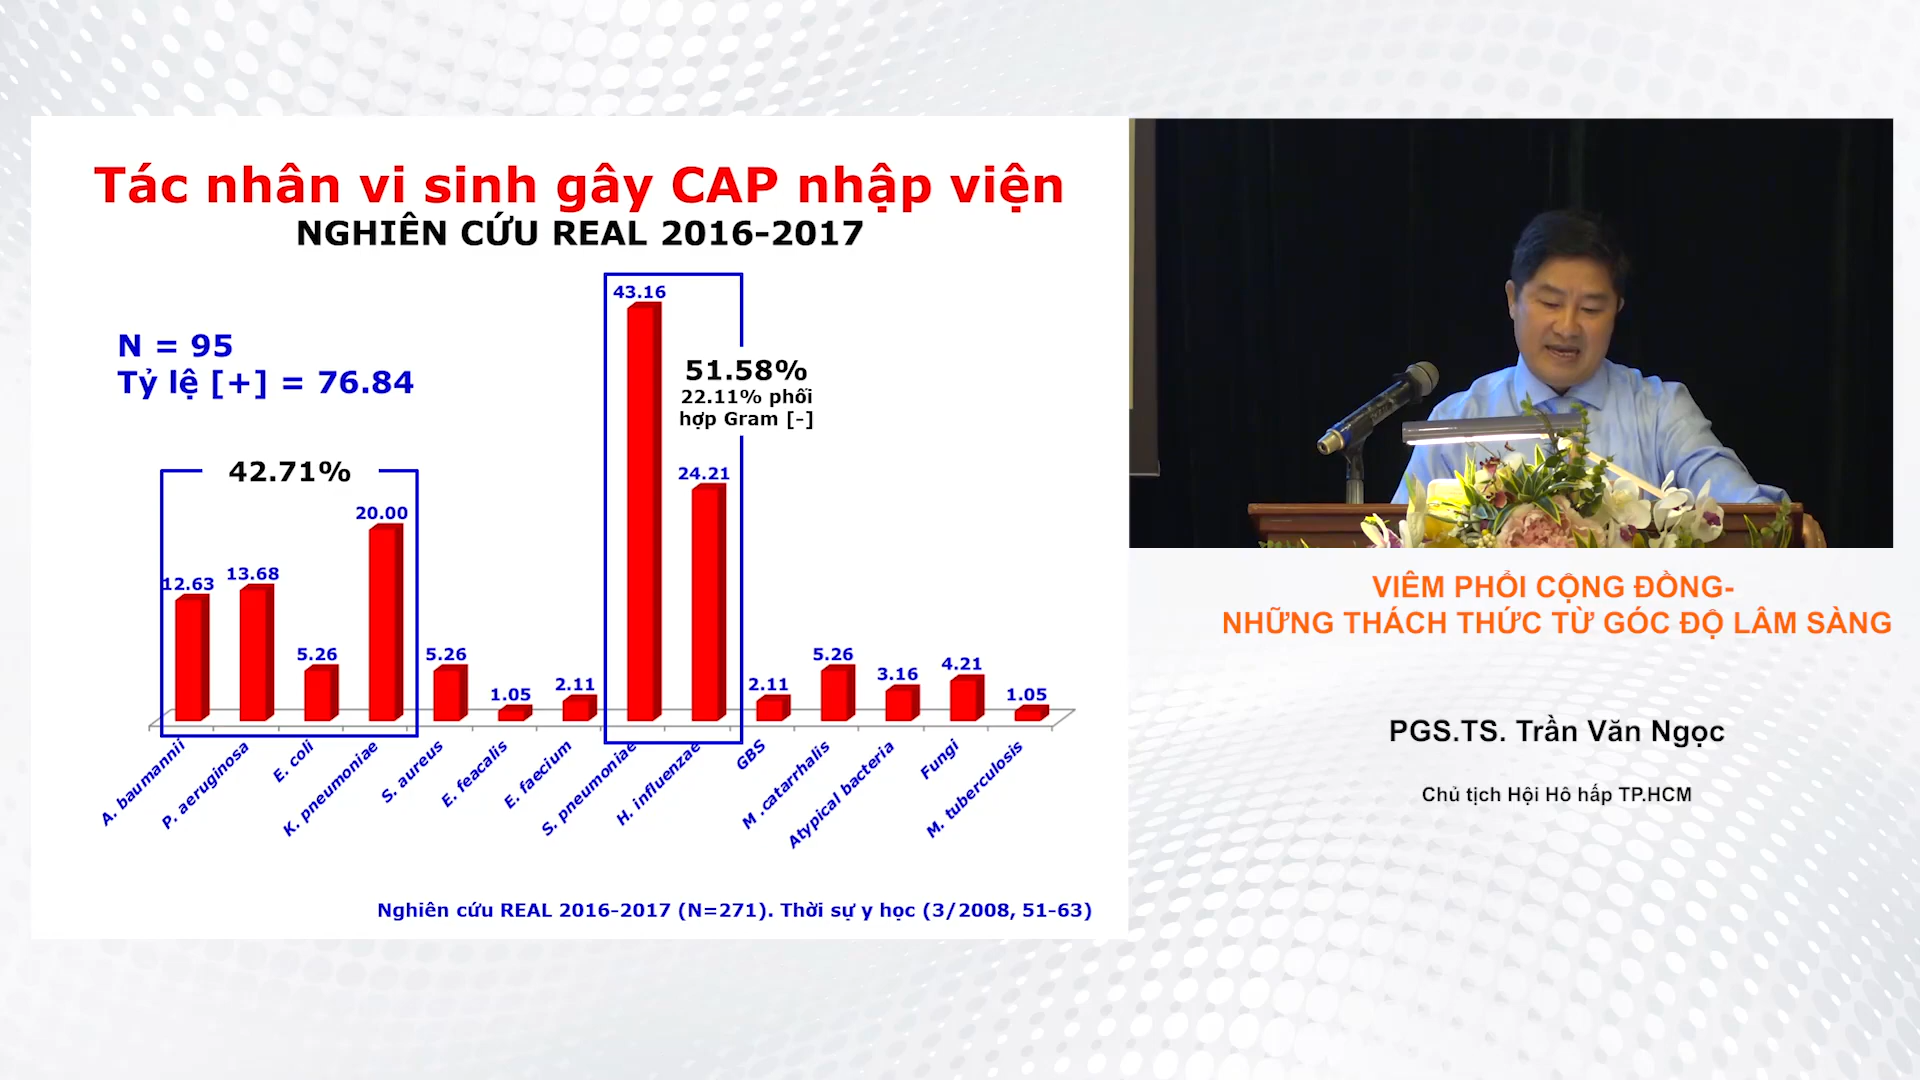 Tác nhân vi sinh gây CAP nhập viện
NGHIÊN CỨU REAL 2016-2017
N = 95
Tỷ lệ [+] = 76.84
43.16
51.58%
22.11% phối
hợp Gram [-]
42.71%
24.21
20.00
12.63
13.68
5.26
5.26
1.05
2.11
2.11
5.26
3.16
4.21
1.05
A. baumannii
P. aeruginosa
E. coli
K. pneumoniae
S. aureus
E. feacalis
E. faecium
S. pneumoniae
H. influenzae
GBS
M .catarrhalis
Atypical bacteria
Fungi
M. tuberculosis
Nghiên cứu REAL 2016-2017 (N=271). Thời sự y học (3/2008, 51-63)
VIÊM PHỔI CỘNG ĐỒNG-
NHỮNG THÁCH THỨC TỪ GÓC ĐỘ LÂM SÀNG
PGS.TS. Trần Văn Ngọc
Chủ tịch Hội Hô hấp TP.HCM